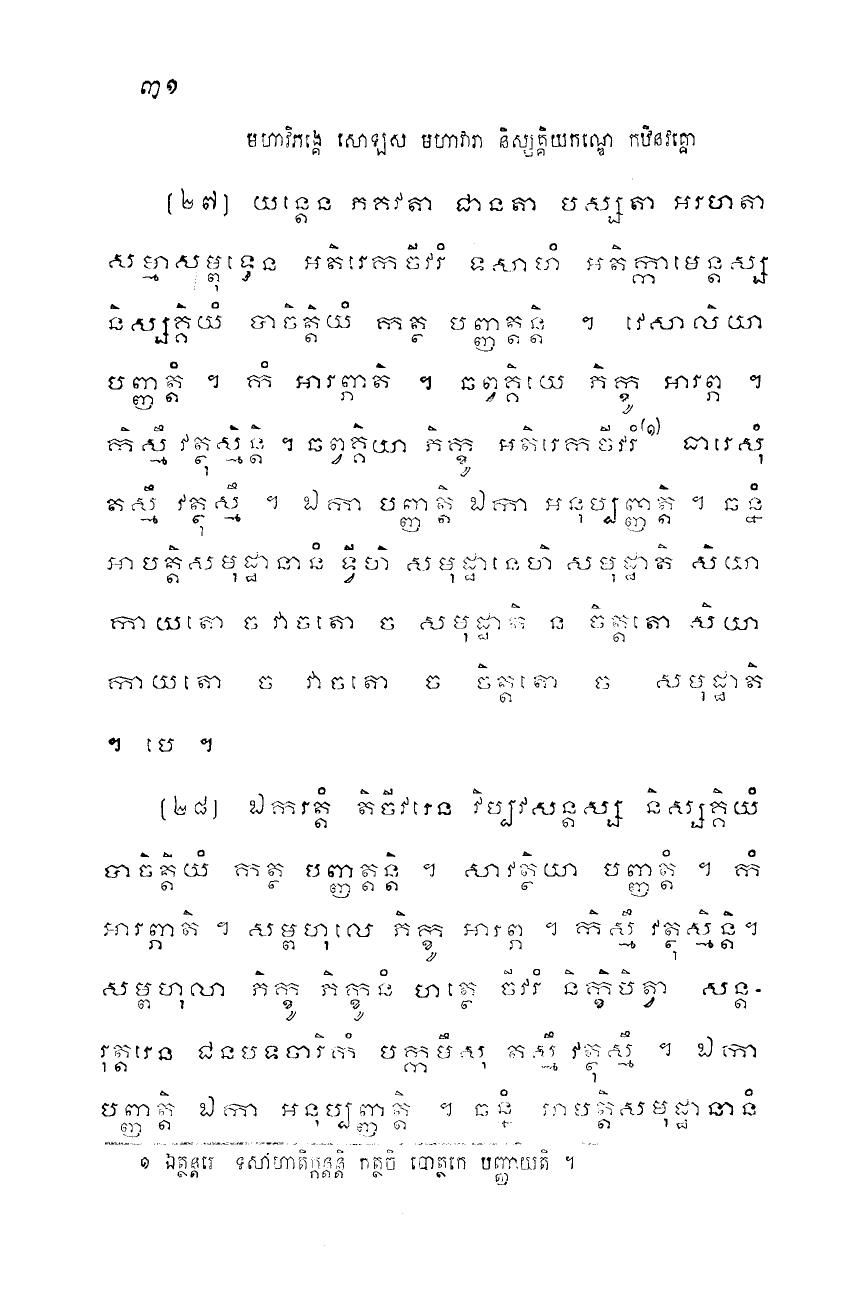 ៣១
មហាវិភង្គេ សោឡស មហាវារា និស្សគ្គិយកណ្ឌេ កឋិនវគ្គោ
[២៧] យន្តេន ភគវតា ជានតា បស្សតា អរហតា
សម្មាសម្ពុទ្ធេន អតិរេកចីវរំ ទសាហំ អតិក្កាមេន្តស្ស
និស្សគ្គិយំ បាចិត្តិយំ កត្ថ បញ្ញត្តន្តិ ។ វេសាលិយា
បញ្ញត្តំ ។ កំ អារព្ភាតិ ។ ឆព្វគ្គិយេ ភិក្ខូ អារព្ភ ។
កិស្មឹ វត្ថុស្មិន្តិ ។ ឆព្វគ្គិយា ភិក្ខូ អតិរេកចីវរំ(១) ធារេសុំ
តស្មឹ វត្ថុស្មឹ ។ ឯកា បញ្ញត្តិ ឯកា អនុប្បញ្ញត្តិ ។ ឆន្នំ
អាបត្តិសមុដ្ឋានានំ ទ្វីហិ សមុដ្ឋានេហិ សមុដ្ឋាតិ សិយា
កាយតោ ច វាចតោ ច សមុដ្ឋាតិ ន ចិត្តតោ សិយា
កាយតោ ច វាចតោ ច ចិត្តតោ ច សមុដ្ឋាតិ
។ បេ ។
[២៨] ឯករត្តំ តិចីវរេន វិប្បវសន្តស្ស និស្សគ្គិយំ
បាចិត្តិយំ កត្ថ បញ្ញត្តន្តិ ។ សាវត្ថិយា បញ្ញត្តំ ។ កំ
អារព្ភាតិ ។ សម្ពហុលេ ភិក្ខូ អារព្ភ ។ កិស្មឹ វត្ថុស្មិន្តិ។
សម្ពហុលា ភិក្ខូ ភិក្ខូនំ ហត្ថេ ចីវរំ និក្ខិបិត្វា សន្ត-
រុត្តរេន ជនបទចារិកំ បក្កមឹសុ តស្មឹ វត្ថុស្មឹ ។ ឯកា
បញ្ញត្តិ ឯកា អនុប្បញ្ញត្តិ ។ ឆន្នំ អាបត្តិសមុដ្ឋានានំ
១ ឯត្ថន្តរេ ទសាហាតិក្កន្តន្តិ កត្ថចិ បោត្ថកេ បញ្ញាយតិ ។